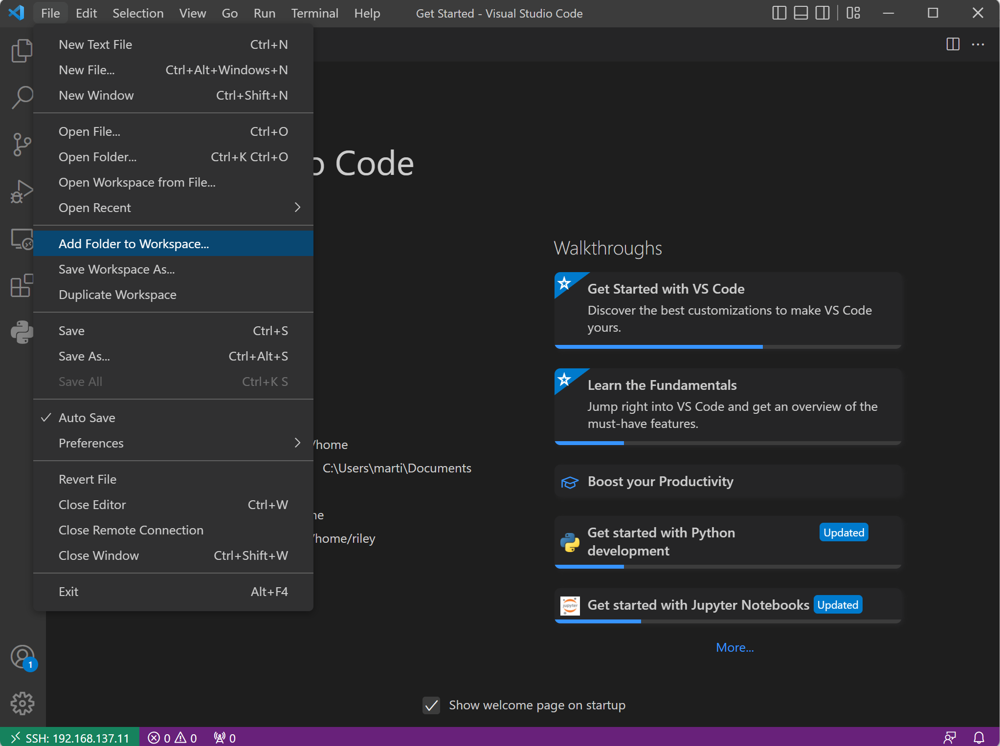 File Edit Selection View Go Run Terminal Help Get Started - Visual Studio Code
New Text File Ctrl+N
New File... Ctrl+Alt+Windows+N
New Window Ctrl+Shift+N
Open File... Ctrl+O
Open Folder... Ctrl+K Ctrl+O
Open Workspace from File...
Open Recent
Add Folder to Workspace...
Save Workspace As...
Duplicate Workspace
Save Ctrl+S
Save As... Ctrl+Alt+S
Save All Ctrl+K S
Auto Save
Preferences
Revert File
Close Editor Ctrl+W
Close Remote Connection
Close Window Ctrl+Shift+W
Exit Alt+F4
o Code
/home
C:\Users\marti\Documents
/home/riley
Walkthroughs
Get Started with VS Code
Discover the best customizations to make VS Code
yours.
Learn the Fundamentals
Jump right into VS Code and get an overview of the
must-have features.
Boost your Productivity
Get started with Python Updated
development
jupyter
Get started with Jupyter Notebooks Updated
More...
1
Show welcome page on startup
SSH: 192.168.137.11 0 0 0